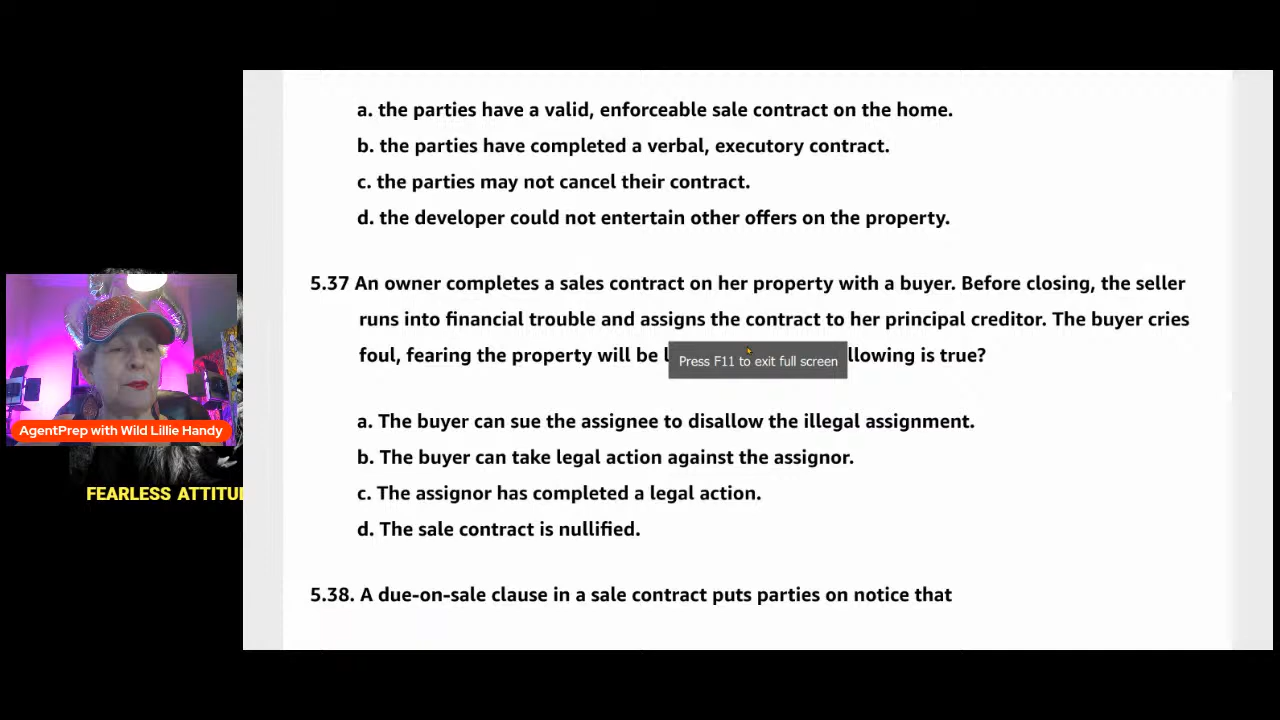 a. the parties have a valid, enforceable sale contract on the home.
b. the parties have completed a verbal, executory contract.
c. the parties may not cancel their contract.
d. the developer could not entertain other offers on the property.
5.37 An owner completes a sales contract on her property with a buyer. Before closing, the seller
runs into financial trouble and assigns the contract to her principal creditor. The buyer cries
foul, fearing the property will be
Press F11 to exit full screen
is true?
a. The buyer can sue the assignee to disallow the illegal assignment.
b. The buyer can take legal action against the assignor.
c. The assignor has completed a legal action.
d. The sale contract is nullified.
5.38. A due-on-sale clause in a sale contract puts parties on notice that
AgentPrep with Wild Lillie Handy
FEARLESS